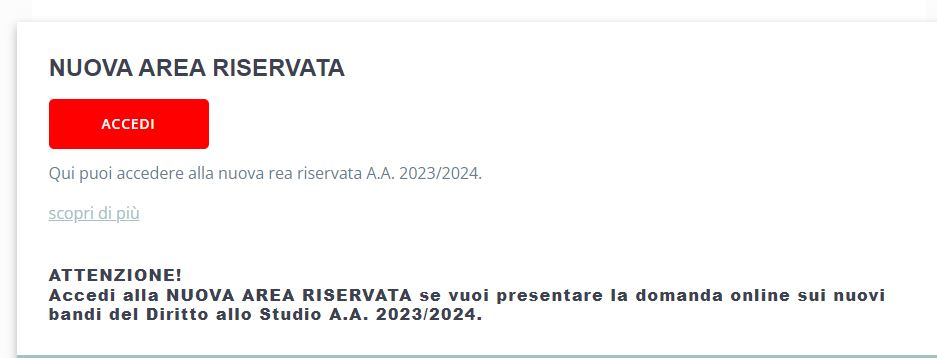 NUOVA AREA RISERVATA
ACCEDI
Qui puoi accedere alla nuova rea riservata A.A. 2023/2024.
scopri di più
ATTENZIONE!
Accedi alla NUOVA AREA RISERVATA se vuoi presentare la domanda online sui nuovi
bandi del Diritto allo Studio A.A. 2023/2024.